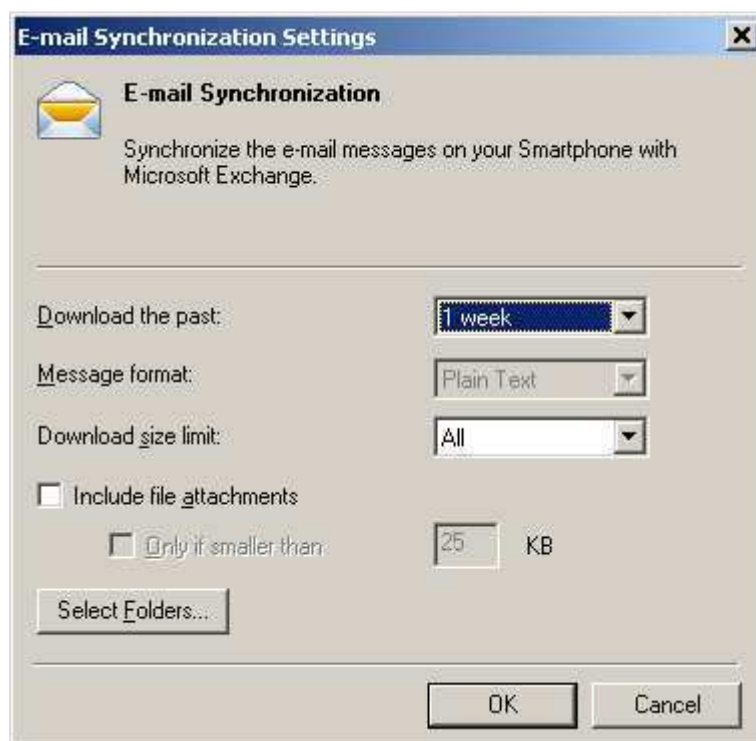 E-mail Synchronization Settings
E-mail Synchronization
Synchronize the e-mail messages on your Smartphone with
Microsoft Exchange.
Download the past: 1 week
Message format: Plain Text
Download size limit: All
Include file attachments
Only if smaller than 25 KB
Select Folders...
OK Cancel